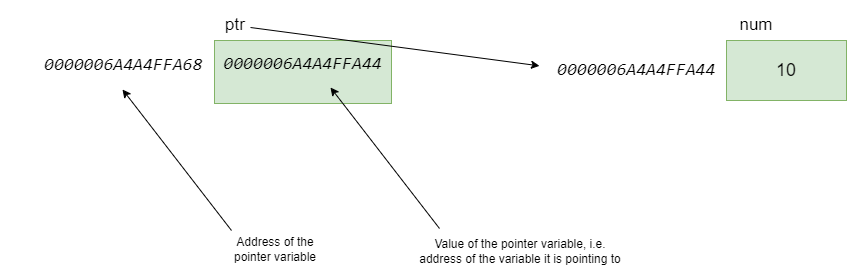 ptr
num
0000006A4A4FFA68
0000006A4A4FFA44
0000006A4A4FFA44
10
Address of the
pointer variable
Value of the pointer variable, i.e.
address of the variable it is pointing to